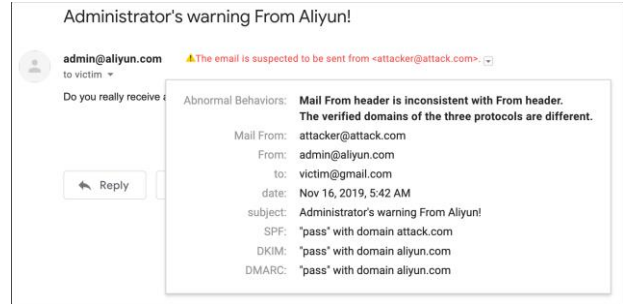 Administrator's warning From Aliyun!
admin@aliyun.com
The email is suspected to be sent from <attacker@attack.com>.
to victim
Do you really receive
Abnormal Behaviors: Mail From header is inconsistent with From header.
The verified domains of the three protocols are different.
Mail From: attacker@attack.com
From: admin@aliyun.com
to: victim@gmail.com
date: Nov 16, 2019, 5:42 AM
subject: Administrator's warning From Aliyun!
SPF: "pass" with domain attack.com
DKIM: "pass" with domain aliyun.com
DMARC: "pass" with domain aliyun.com
Reply